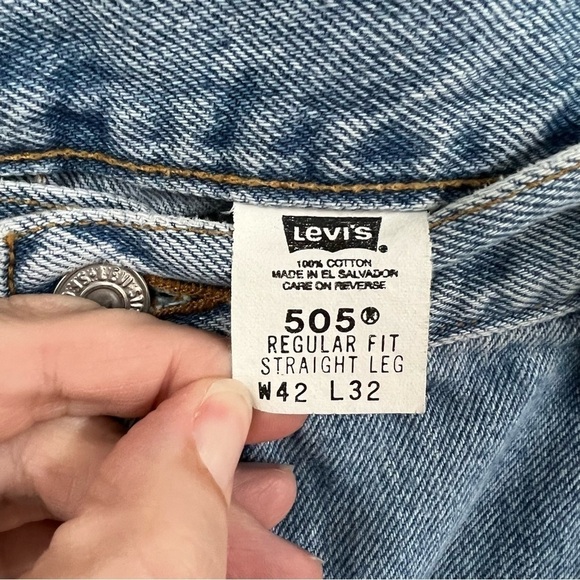 Levi's®
100% COTTON
MADE IN EL SALVADOR
CARE ON REVERSE
505®
REGULAR FIT
STRAIGHT LEG
W42 L32